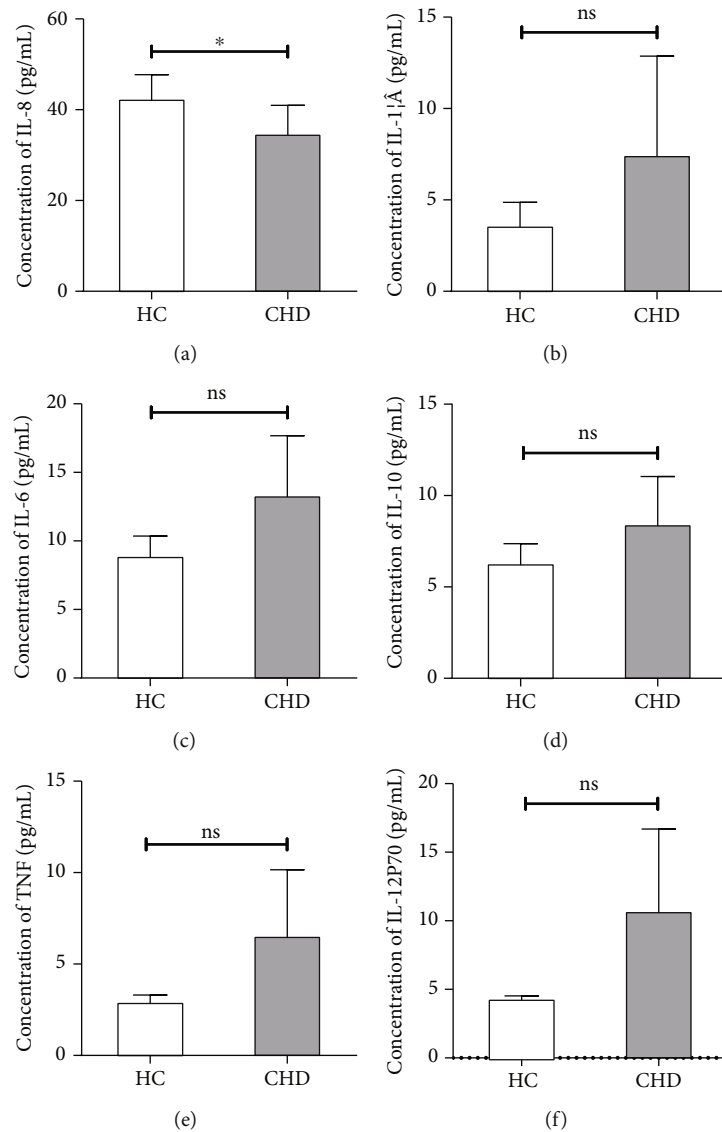 Concentration of IL-8 (pg/mL)
60
40
20
0
*
HC
CHD
(a)
Concentration of IL-1¦Â (pg/mL)
15
10
5
0
ns
HC
CHD
(b)
Concentration of IL-6 (pg/mL)
20
15
10
5
0
ns
HC
CHD
(c)
Concentration of IL-10 (pg/mL)
15
10
5
0
ns
HC
CHD
(d)
Concentration of TNF (pg/mL)
15
10
5
0
ns
HC
CHD
(e)
Concentration of IL-12P70 (pg/mL)
20
15
10
5
0
ns
HC
CHD
(f)